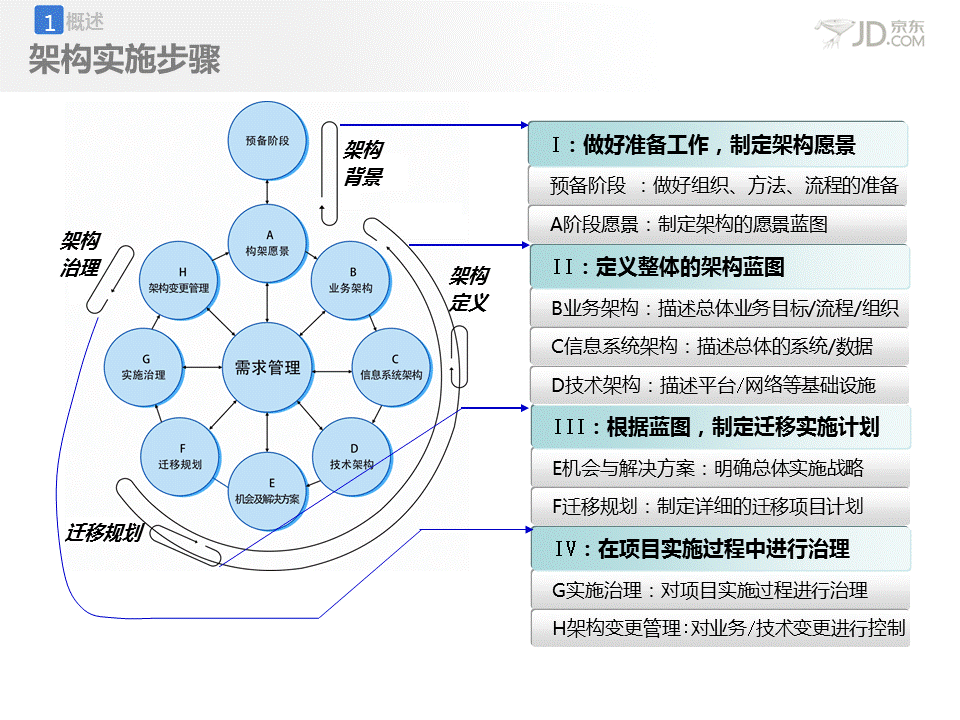 1 概述
架构实施步骤
JD 京东
.COM
预备阶段
架构
背景
A
构架愿景
架构
治理
H
架构变更管理
B
业务架构
架构
定义
G
实施治理
需求管理
C
信息系统架构
F
迁移规划
D
技术架构
E
机会及解决方案
迁移规划
I：做好准备工作，制定架构愿景
预备阶段 ：做好组织、方法、流程的准备
A阶段愿景：制定架构的愿景蓝图
II：定义整体的架构蓝图
B业务架构：描述总体业务目标/流程/组织
C信息系统架构：描述总体的系统/数据
D技术架构：描述平台/网络等基础设施
III：根据蓝图，制定迁移实施计划
E机会与解决方案：明确总体实施战略
F迁移规划：制定详细的迁移项目计划
IV：在项目实施过程中进行治理
G实施治理：对项目实施过程进行治理
H架构变更管理:对业务/技术变更进行控制